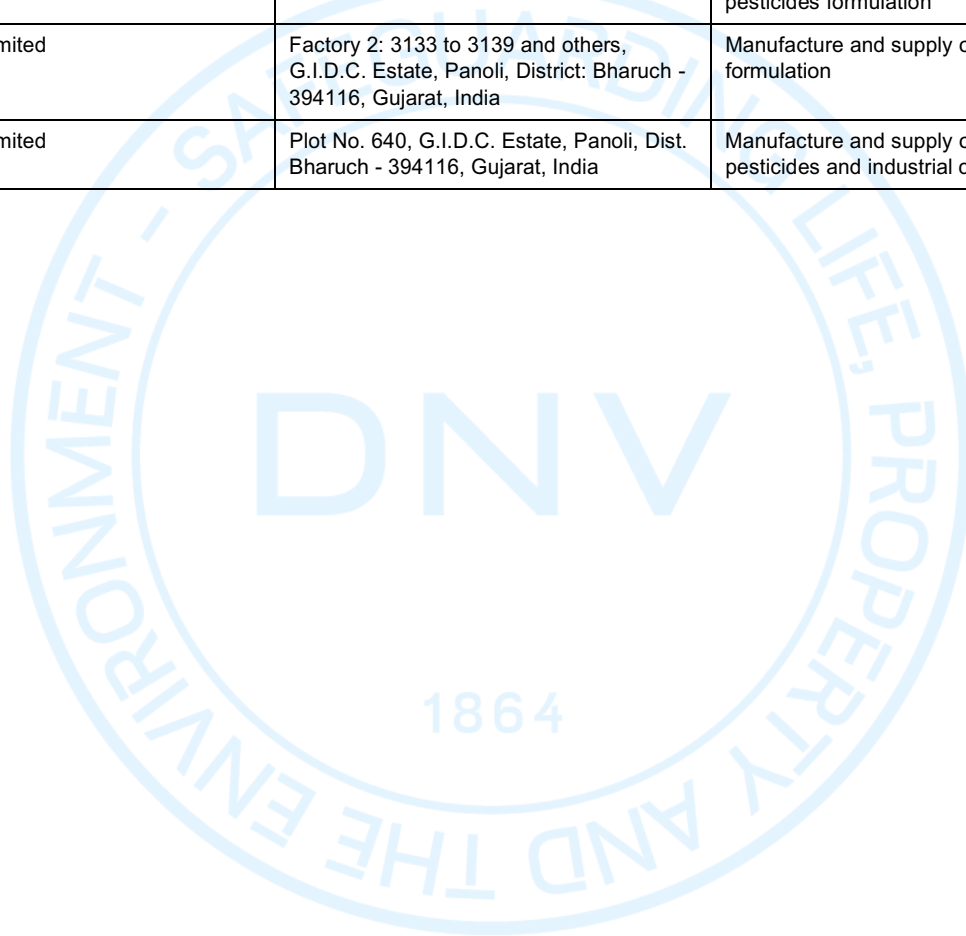 pesticides formulation
mited
Factory 2: 3133 to 3139 and others,
G.I.D.C. Estate, Panoli, District: Bharuch -
394116, Gujarat, India
Manufacture and supply
formulation
mited
Plot No. 640, G.I.D.C. Estate, Panoli, Dist.
Bharuch - 394116, Gujarat, India
Manufacture and supply
pesticides and industrial
SAFEGUARDING LIFE, PROPERTY AND THE ENVIRONMENT -
DNV
1864